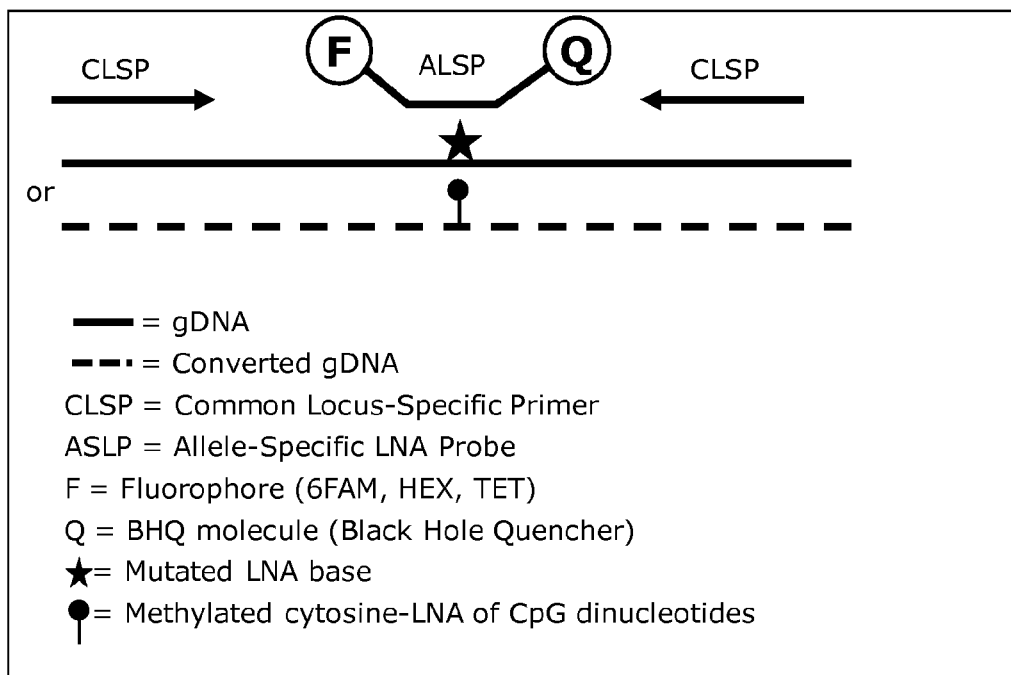 F Q
CLSP ALSP CLSP
or
= gDNA
= Converted gDNA
CLSP = Common Locus-Specific Primer
ASLP = Allele-Specific LNA Probe
F = Fluorophore (6FAM, HEX, TET)
Q = BHQ molecule (Black Hole Quencher)
= Mutated LNA base
= Methylated cytosine-LNA of CpG dinucleotides